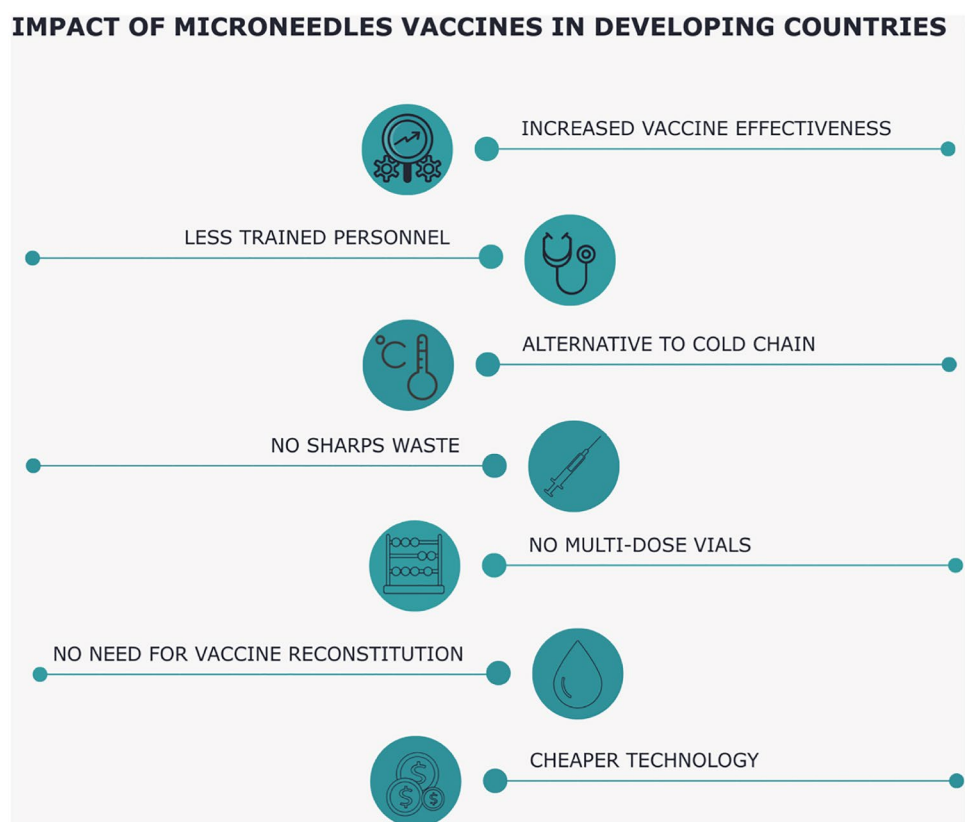 IMPACT OF MICRONEEDLES VACCINES IN DEVELOPING COUNTRIES
INCREASED VACCINE EFFECTIVENESS
LESS TRAINED PERSONNEL
°C
ALTERNATIVE TO COLD CHAIN
NO SHARPS WASTE
NO MULTI-DOSE VIALS
NO NEED FOR VACCINE RECONSTITUTION
CHEAPER TECHNOLOGY
$
$
$